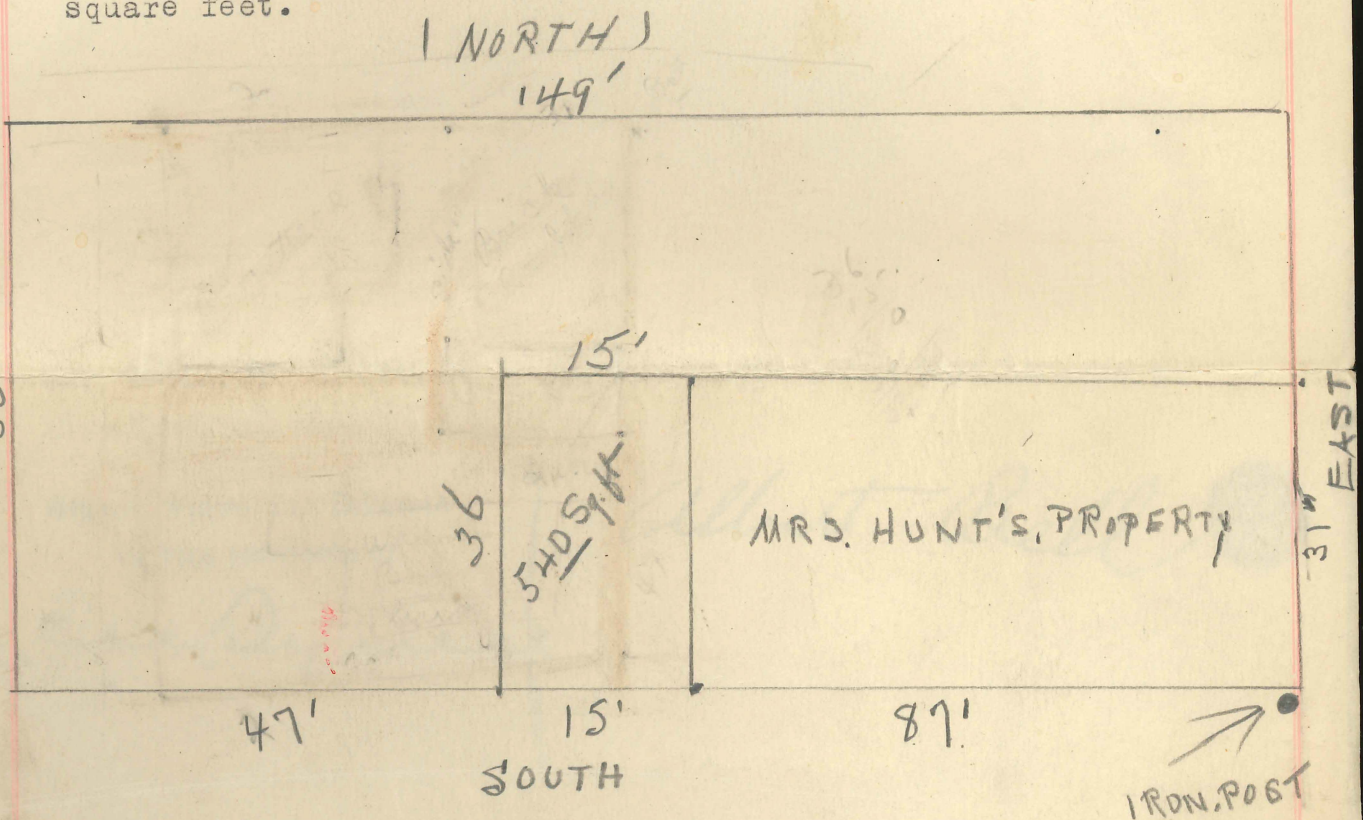 square feet.
( NORTH )
149'
15'
36
540 Sq. ft.
MRS. HUNT'S, PROPERTY
31"
EAST
47'
15'
87'
SOUTH
IRON. POST